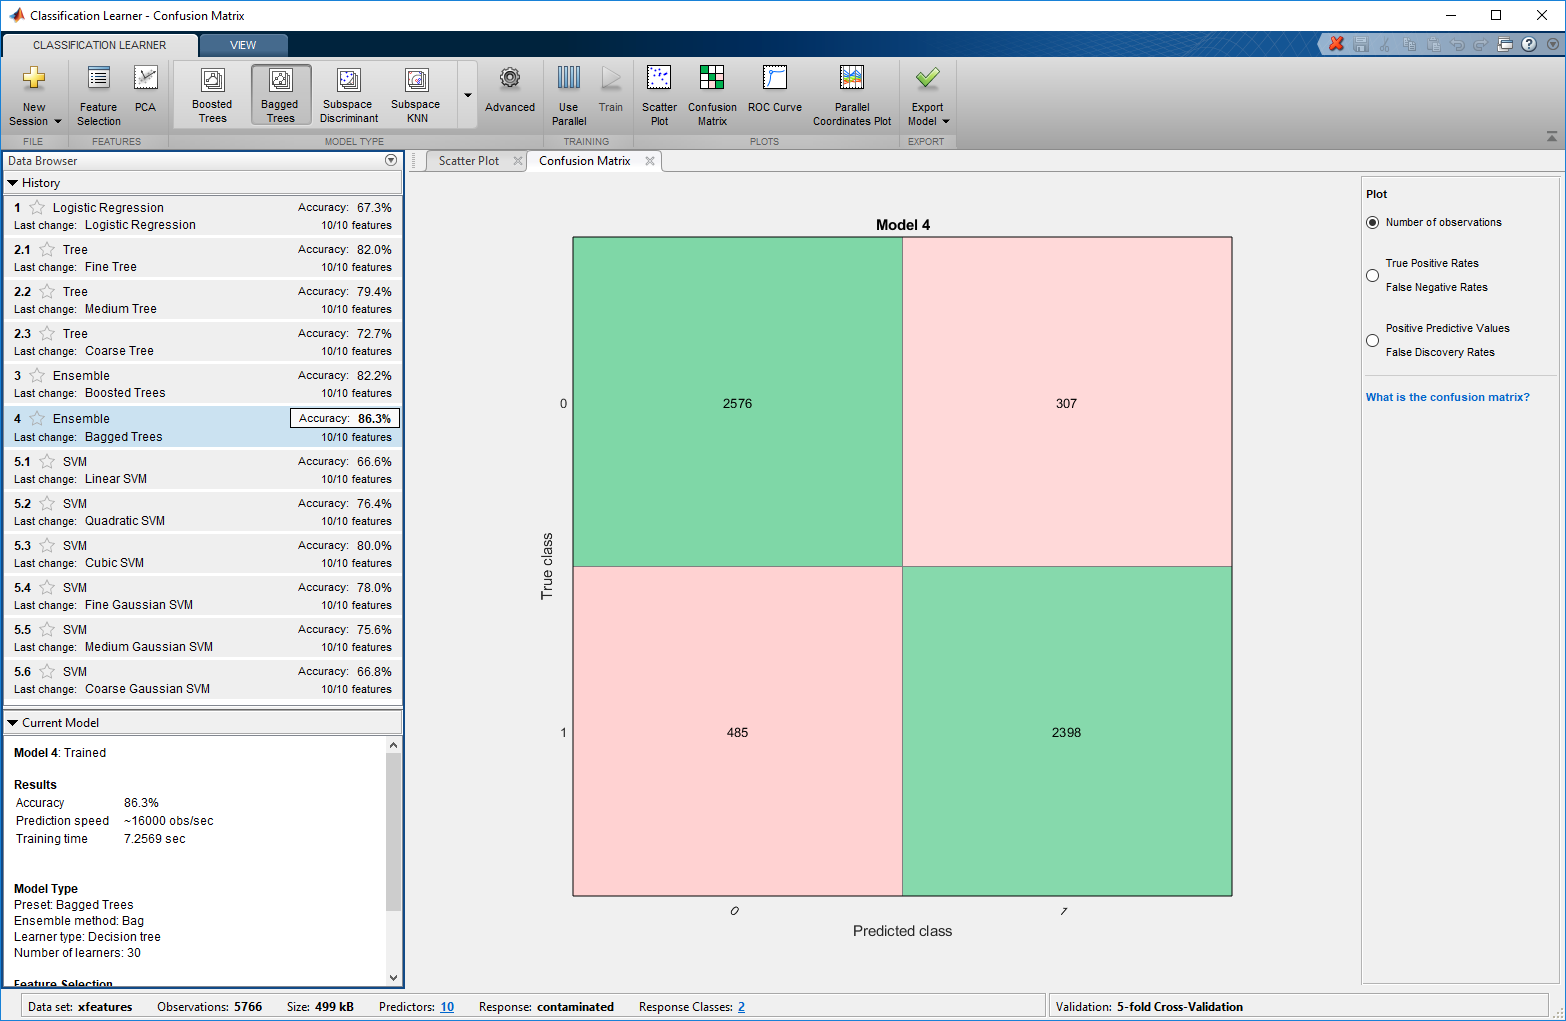 Classification Learner - Confusion Matrix
CLASSIFICATION LEARNER
VIEW
New Session
Feature Selection
PCA
Boosted Trees
Bagged Trees
Subspace Discriminant
Subspace KNN
Advanced
Use Parallel
Train
Scatter Plot
Confusion Matrix
ROC Curve
Parallel Coordinates Plot
Export Model
FILE
FEATURES
MODEL TYPE
TRAINING
PLOTS
EXPORT
Data Browser
History
1 Logistic Regression Accuracy: 67.3%
Last change: Logistic Regression 10/10 features
2.1 Tree Accuracy: 82.0%
Last change: Fine Tree 10/10 features
2.2 Tree Accuracy: 79.4%
Last change: Medium Tree 10/10 features
2.3 Tree Accuracy: 72.7%
Last change: Coarse Tree 10/10 features
3 Ensemble Accuracy: 82.2%
Last change: Boosted Trees 10/10 features
4 Ensemble Accuracy: 86.3%
Last change: Bagged Trees 10/10 features
5.1 SVM Accuracy: 66.6%
Last change: Linear SVM 10/10 features
5.2 SVM Accuracy: 76.4%
Last change: Quadratic SVM 10/10 features
5.3 SVM Accuracy: 80.0%
Last change: Cubic SVM 10/10 features
5.4 SVM Accuracy: 78.0%
Last change: Fine Gaussian SVM 10/10 features
5.5 SVM Accuracy: 75.6%
Last change: Medium Gaussian SVM 10/10 features
5.6 SVM Accuracy: 66.8%
Last change: Coarse Gaussian SVM 10/10 features
Current Model
Model 4: Trained
Results
Accuracy 86.3%
Prediction speed ~16000 obs/sec
Training time 7.2569 sec
Model Type
Preset: Bagged Trees
Ensemble method: Bag
Learner type: Decision tree
Number of learners: 30
Feature Selection
Scatter Plot
Confusion Matrix
Model 4
0 2576 307
True class
1 485 2398
0 1
Predicted class
Plot
Number of observations
True Positive Rates
False Negative Rates
Positive Predictive Values
False Discovery Rates
What is the confusion matrix?
Data set: xfeatures Observations: 5766 Size: 499 kB Predictors: 10 Response: contaminated Response Classes: 2
Validation: 5-fold Cross-Validation